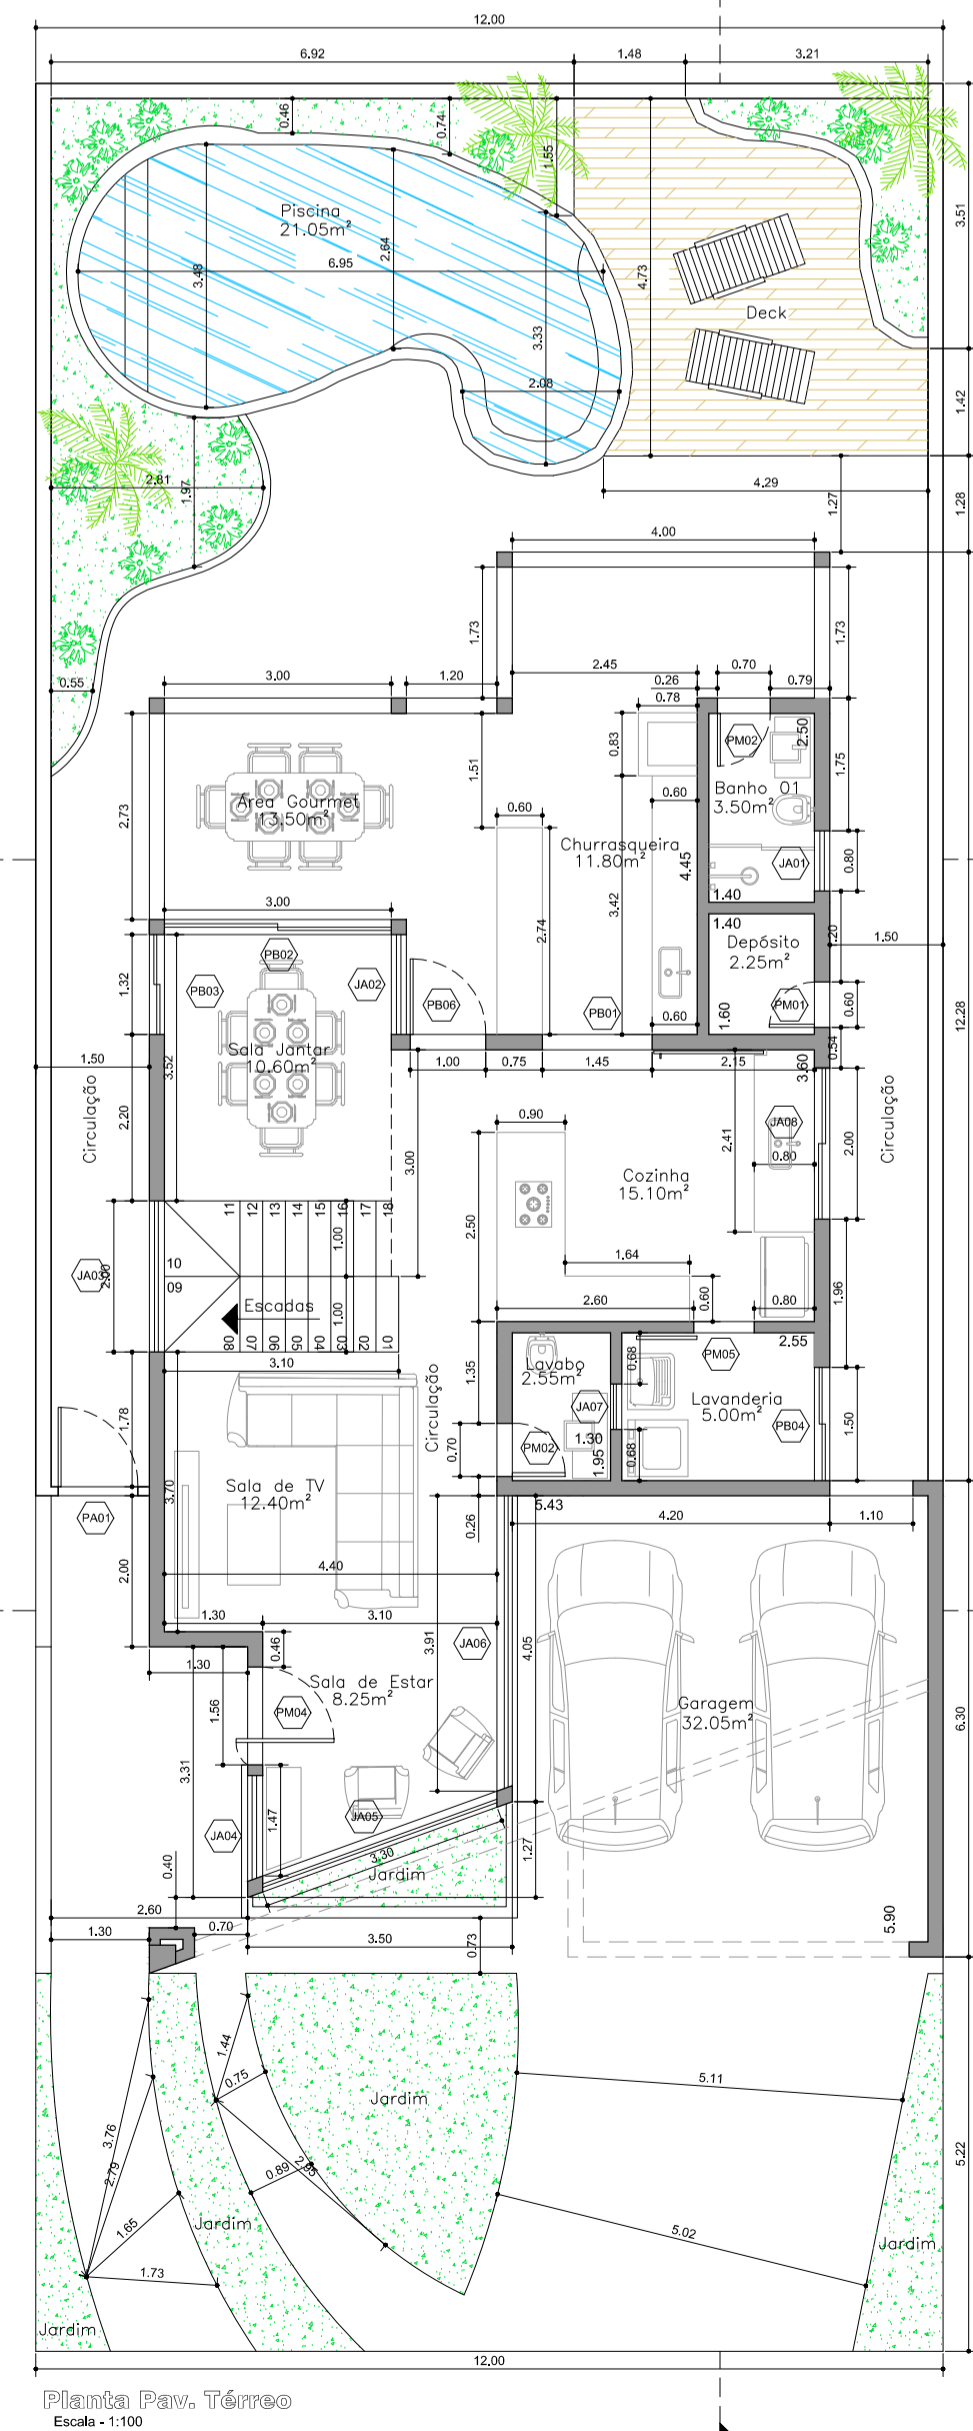 12.00
6.92
1.48
3.21
0.46
0.74
1.55
3.51
Piscina
21.05m²
2.64
3.48
6.95
4.73
Deck
3.33
2.08
1.42
2.81
1.97
4.29
1.27
1.28
4.00
1.73
1.73
2.45
0.70
0.26
0.79
0.55
3.00
1.20
0.78
0.83
PM02
2.50
1.51
1.75
Banho 01
3.50m²
0.60
Área Gourmet
13.50m²
2.73
0.60
Churrasqueira
11.80m²
4.45
JA01
0.80
1.40
3.00
3.42
1.40
2.74
Depósito
2.25m²
1.50
PB02
1.32
PB03
JA02
PB06
PB01
PM01
0.60
1.60
0.60
12.28
Sala Jantar
10.60m²
3.52
1.50
1.00
0.75
1.45
2.15
3.60
0.54
Circulação
Circulação
2.20
3.00
0.90
2.41
JA08
0.80
2.00
Cozinha
15.10m²
11
12
13
14
15
16
17
18
1.00
2.50
10
09
JA03
2.00
1.64
0.60
Escadas
1.00
2.60
0.80
1.96
08
07
06
05
04
03
02
01
3.10
2.55
Lavabo
2.55m²
0.68
PM05
1.35
Circulação
JA07
Lavanderia
5.00m²
PB04
1.50
1.78
0.70
PM02
1.30
1.95
0.68
3.70
Sala de TV
12.40m²
PA01
0.26
5.43
4.20
1.10
2.00
4.40
1.30
3.10
3.91
JA06
4.05
0.46
1.30
Sala de Estar
8.25m²
1.56
PM04
Garagem
32.05m²
6.30
3.31
JA04
1.47
JA05
3.30
Jardim
1.27
0.40
2.60
1.30
0.70
3.50
0.73
5.90
1.44
0.75
Jardim
5.11
3.76
2.79
0.89
2.95
1.65
Jardim
1.73
5.02
Jardim
5.22
Jardim
12.00
Planta Pav. Térreo
Escala - 1:100